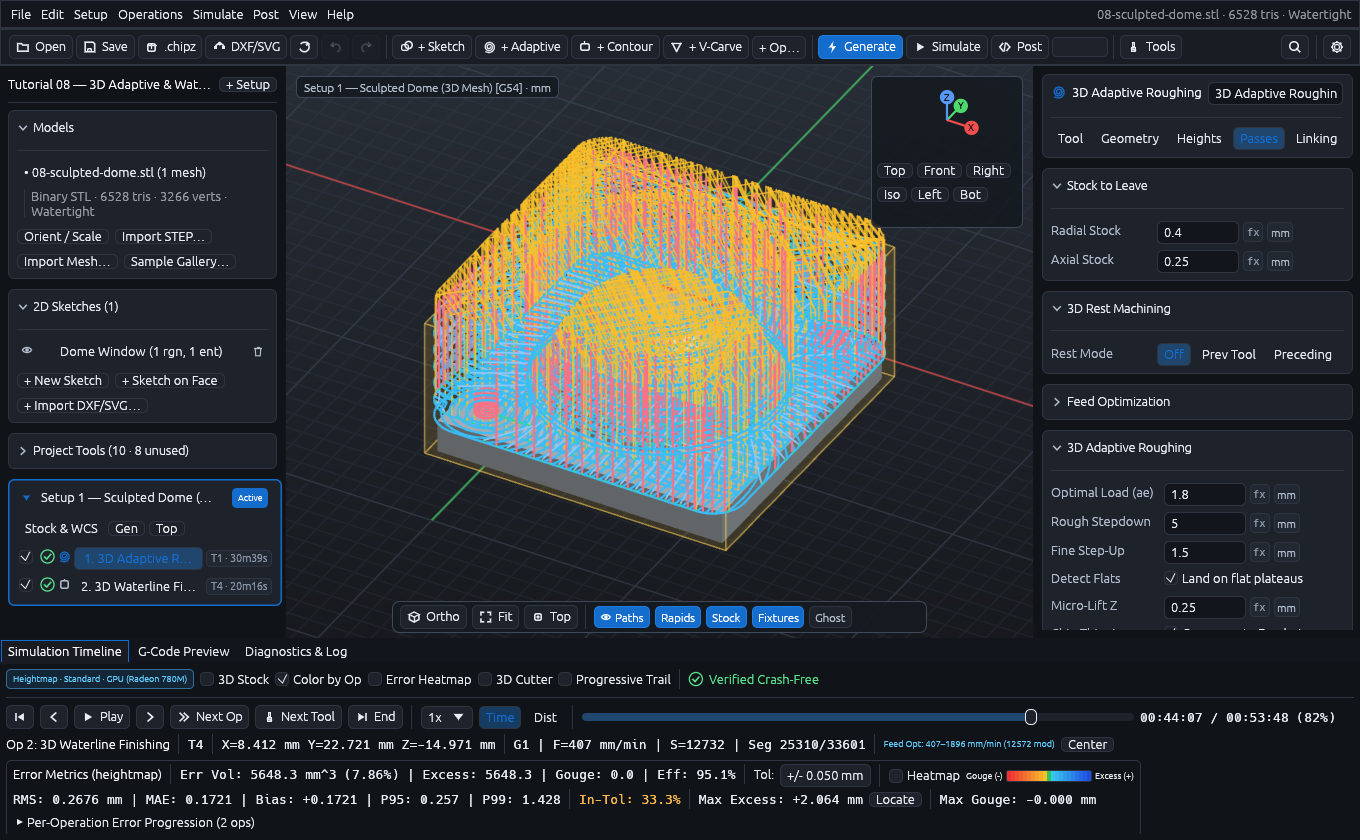 File Edit Setup Operations Simulate Post View Help
08-sculpted-dome.stl · 6528 tris · Watertight
Open Save .chipz DXF/SVG + Sketch + Adaptive + Contour + V-Carve + Op... Generate Simulate Post Tools
Tutorial 08 — 3D Adaptive & Wat... + Setup
Models
• 08-sculpted-dome.stl (1 mesh)
Binary STL · 6528 tris · 3266 verts ·
Watertight
Orient / Scale Import STEP...
Import Mesh... Sample Gallery...
2D Sketches (1)
Dome Window (1 rgn, 1 ent)
+ New Sketch + Sketch on Face
+ Import DXF/SVG...
Project Tools (10 · 8 unused)
Setup 1 — Sculpted Dome (... Active
Stock & WCS Gen Top
1. 3D Adaptive R... T1 · 30m39s
2. 3D Waterline Fi... T4 · 20m16s
Setup 1 — Sculpted Dome (3D Mesh) [G54] · mm
Z Y X
Top Front Right
Iso Left Bot
Ortho Fit Top Paths Rapids Stock Fixtures Ghost
3D Adaptive Roughing 3D Adaptive Roughin
Tool Geometry Heights Passes Linking
Stock to Leave
Radial Stock 0.4 fx mm
Axial Stock 0.25 fx mm
3D Rest Machining
Rest Mode Off Prev Tool Preceding
Feed Optimization
3D Adaptive Roughing
Optimal Load (ae) 1.8 fx mm
Rough Stepdown 5 fx mm
Fine Step-Up 1.5 fx mm
Detect Flats Land on flat plateaus
Micro-Lift Z 0.25 fx mm
Simulation Timeline G-Code Preview Diagnostics & Log
Heightmap · Standard · GPU (Radeon 780M) 3D Stock Color by Op Error Heatmap 3D Cutter Progressive Trail Verified Crash-Free
Play Next Op Next Tool End 1x Time Dist 00:44:07 / 00:53:48 (82%)
Op 2: 3D Waterline Finishing T4 X=8.412 mm Y=22.721 mm Z=-14.971 mm G1 | F=407 mm/min | S=12732 | Seg 25310/33601 Feed Opt: 407–1896 mm/min (12572 mod) Center
Error Metrics (heightmap) Err Vol: 5648.3 mm^3 (7.86%) | Excess: 5648.3 | Gouge: 0.0 | Eff: 95.1% Tol: +/- 0.050 mm Heatmap Gouge (-) Excess (+)
RMS: 0.2676 mm | MAE: 0.1721 | Bias: +0.1721 | P95: 0.257 | P99: 1.428 In-Tol: 33.3% Max Excess: +2.064 mm Locate Max Gouge: -0.000 mm
Per-Operation Error Progression (2 ops)